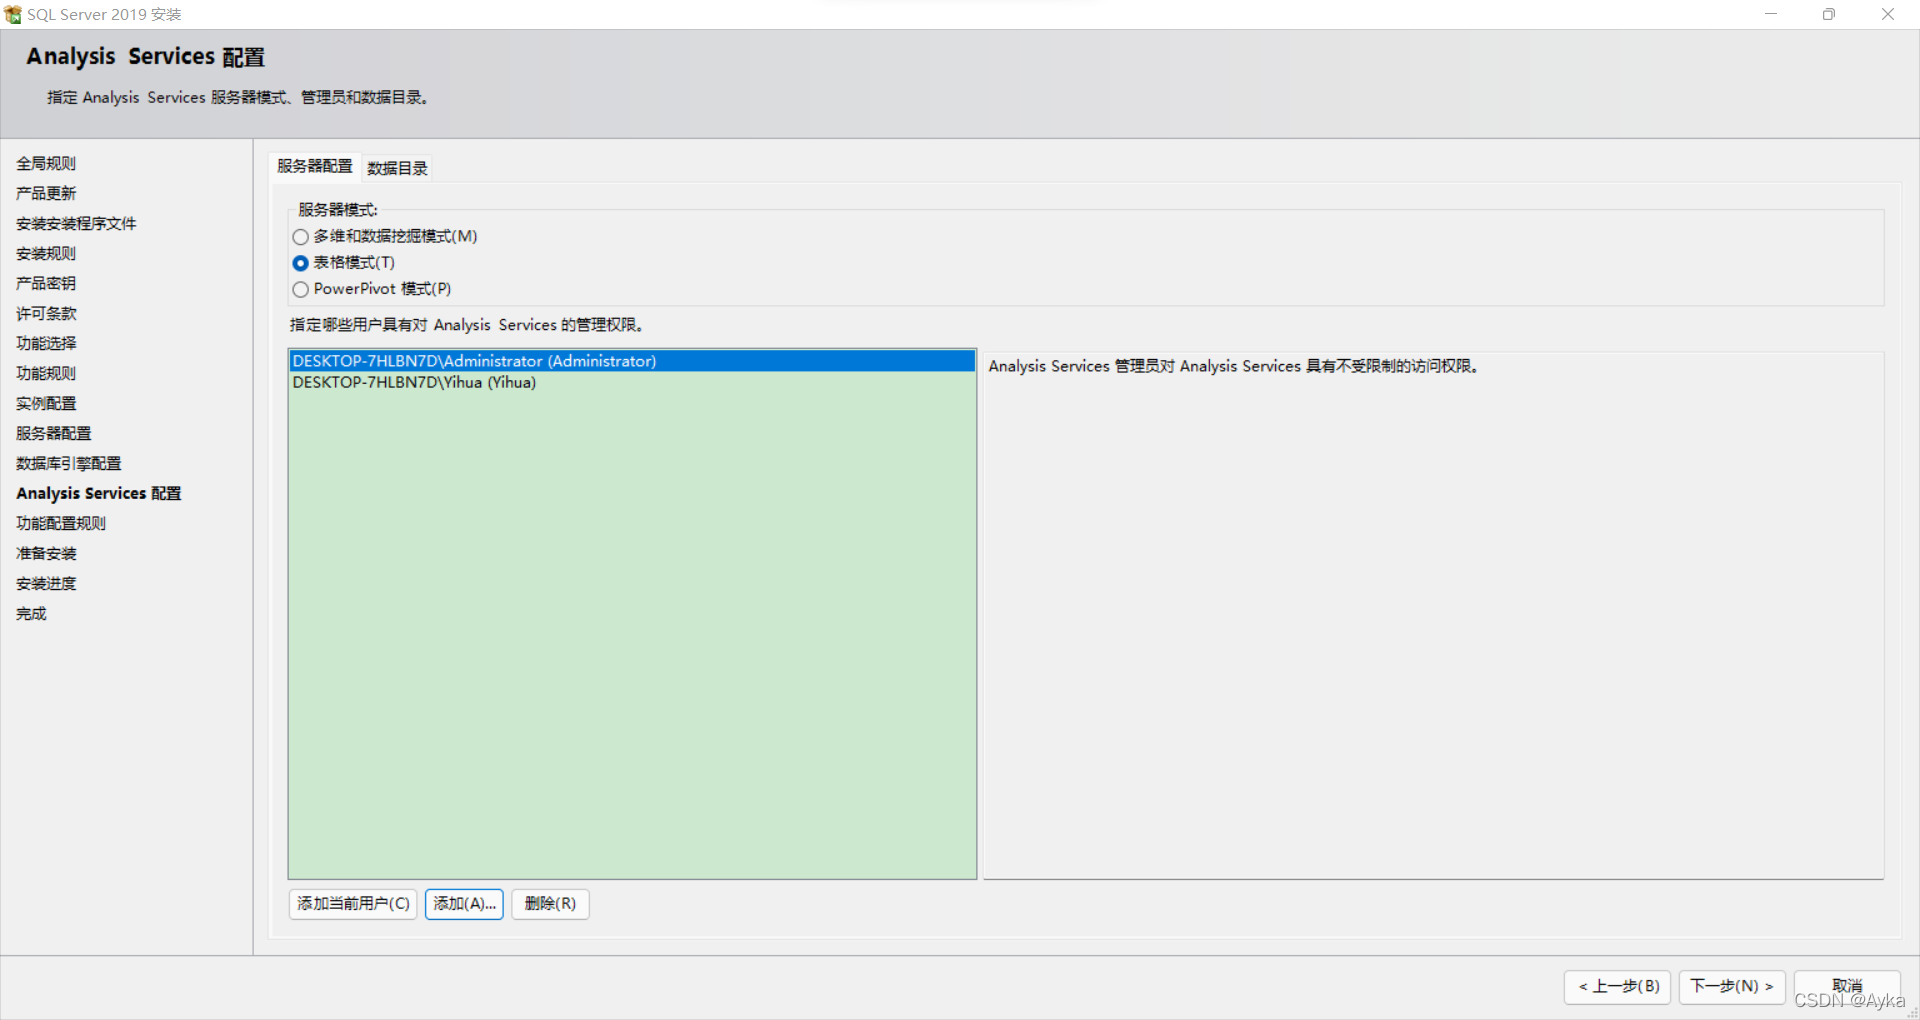 SQL Server 2019 安装
Analysis Services 配置
指定 Analysis Services 服务器模式、管理员和数据目录。
全局规则
产品更新
安装安装程序文件
安装规则
产品密钥
许可条款
功能选择
功能规则
实例配置
服务器配置
数据库引擎配置
Analysis Services 配置
功能配置规则
准备安装
安装进度
完成
服务器配置 数据目录
服务器模式:
多维和数据挖掘模式(M)
表格模式(T)
PowerPivot 模式(P)
指定哪些用户具有对 Analysis Services 的管理权限。
DESKTOP-7HLBN7D\Administrator (Administrator)
DESKTOP-7HLBN7D\Yihua (Yihua)
Analysis Services 管理员对 Analysis Services 具有不受限制的访问权限。
添加当前用户(C) 添加(A)... 删除(R)
< 上一步(B) 下一步(N) > 取消
CSDN @Ayka